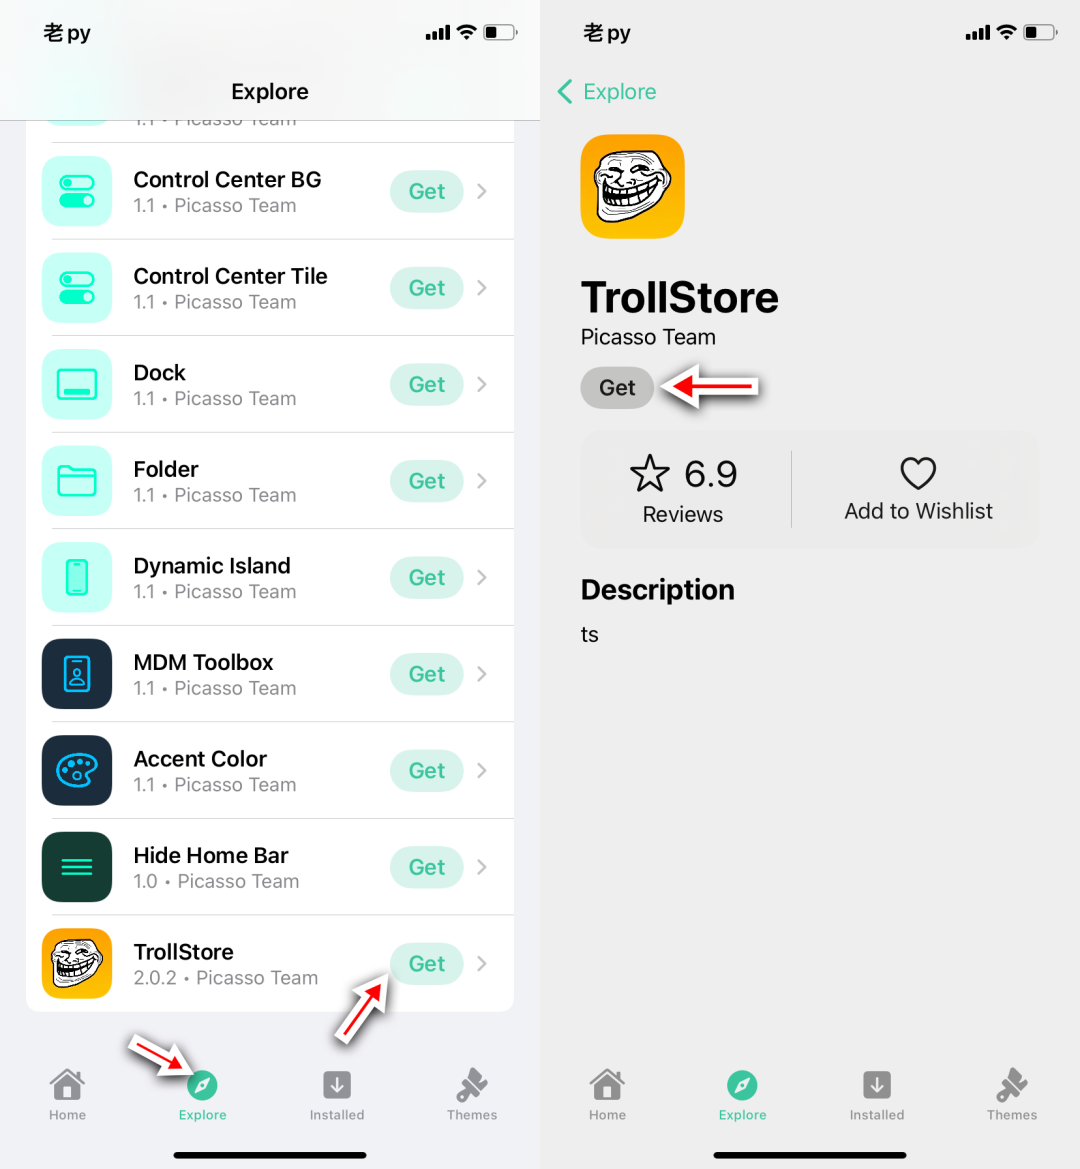 老py
Explore
1.1 • Picasso Team
Control Center BG
1.1 • Picasso Team
Get
Control Center Tile
1.1 • Picasso Team
Get
Dock
1.1 • Picasso Team
Get
Folder
1.1 • Picasso Team
Get
Dynamic Island
1.1 • Picasso Team
Get
MDM Toolbox
1.1 • Picasso Team
Get
Accent Color
1.1 • Picasso Team
Get
Hide Home Bar
1.0 • Picasso Team
Get
TrollStore
2.0.2 • Picasso Team
Get
Home
Explore
Installed
Themes
老py
Explore
TrollStore
Picasso Team
Get
6.9
Reviews
Add to Wishlist
Description
ts
Home
Explore
Installed
Themes